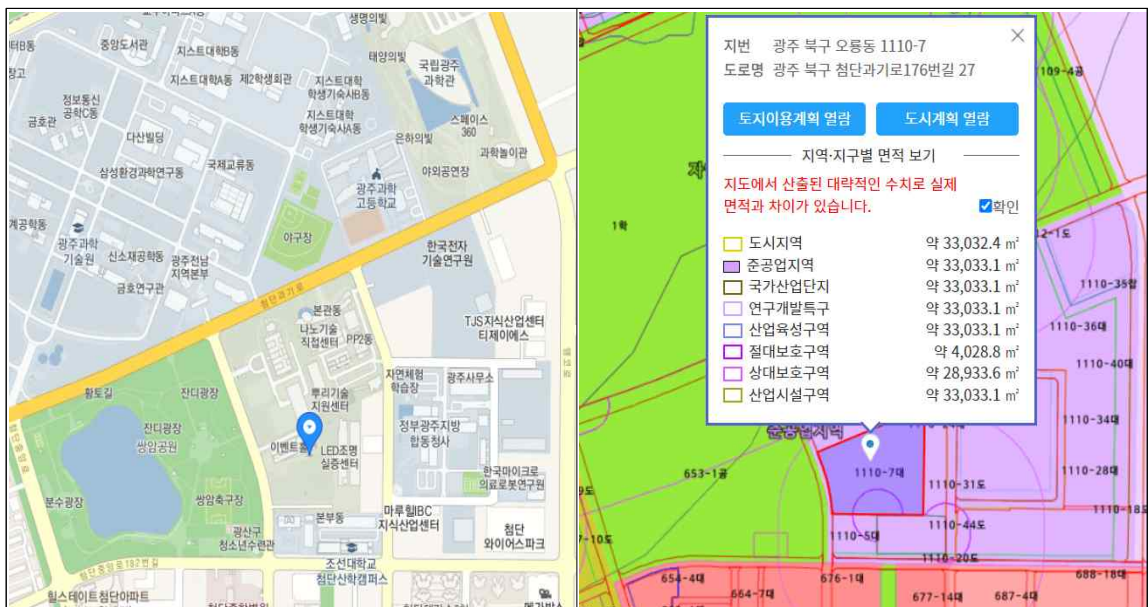 생명의빛
중앙도서관
지스트대학B동
태양의빛
국립광주
과학관
지스트대학A동
제2학생회관
지스트대학
학생기숙사B동
정보통신
공학C동
금호관
다산빌딩
지스트대학
학생기숙사A동
은하의빛
스페이스
360
국제교류동
과학놀이관
삼성환경과학연구동
야외공연장
광주과학
고등학교
계공학동
광주과학
기술원
신소재공학동
광주전남
지역본부
야구장
한국전자
기술연구원
금호연구관
첨단과기로
본관동
나노기술
직접센터
PP2동
TJS지식산업센터
티제이에스
자연체험
학습장
광주사무소
황토길
잔디광장
뿌리기술
지원센터
잔디광장
쌍암공원
이벤트홀
LED조명
실증센터
정부광주지방
합동청사
분수광장
쌍암축구장
한국마이크로
의료로봇연구원
본부동
마루힐IBC
지식산업센터
첨단
와이어스파크
광산구
청소년수련관
조선대학교
첨단산학캠퍼스
첨단중앙로182번길
힐스테이트첨단아파트
지번 광주 북구 오룡동 1110-7
도로명 광주 북구 첨단과기로176번길 27
토지이용계획 열람
도시계획 열람
지역·지구별 면적 보기
지도에서 산출된 대략적인 수치로 실제
면적과 차이가 있습니다.
확인
도시지역 약 33,032.4 ㎡
준공업지역 약 33,033.1 ㎡
국가산업단지 약 33,033.1 ㎡
연구개발특구 약 33,033.1 ㎡
산업육성구역 약 33,033.1 ㎡
절대보호구역 약 4,028.8 ㎡
상대보호구역 약 28,933.6 ㎡
산업시설구역 약 33,033.1 ㎡
109-4공
1학
1110-35잡
1110-36대
1110-40대
1110-34대
준공업지역
653-1공
1110-7대
1110-28대
1110-31도
1110-18도
1110-44도
1110-5대
1110-20도
654-4대
676-1대
688-18대
664-7대
677-14대
687-4대